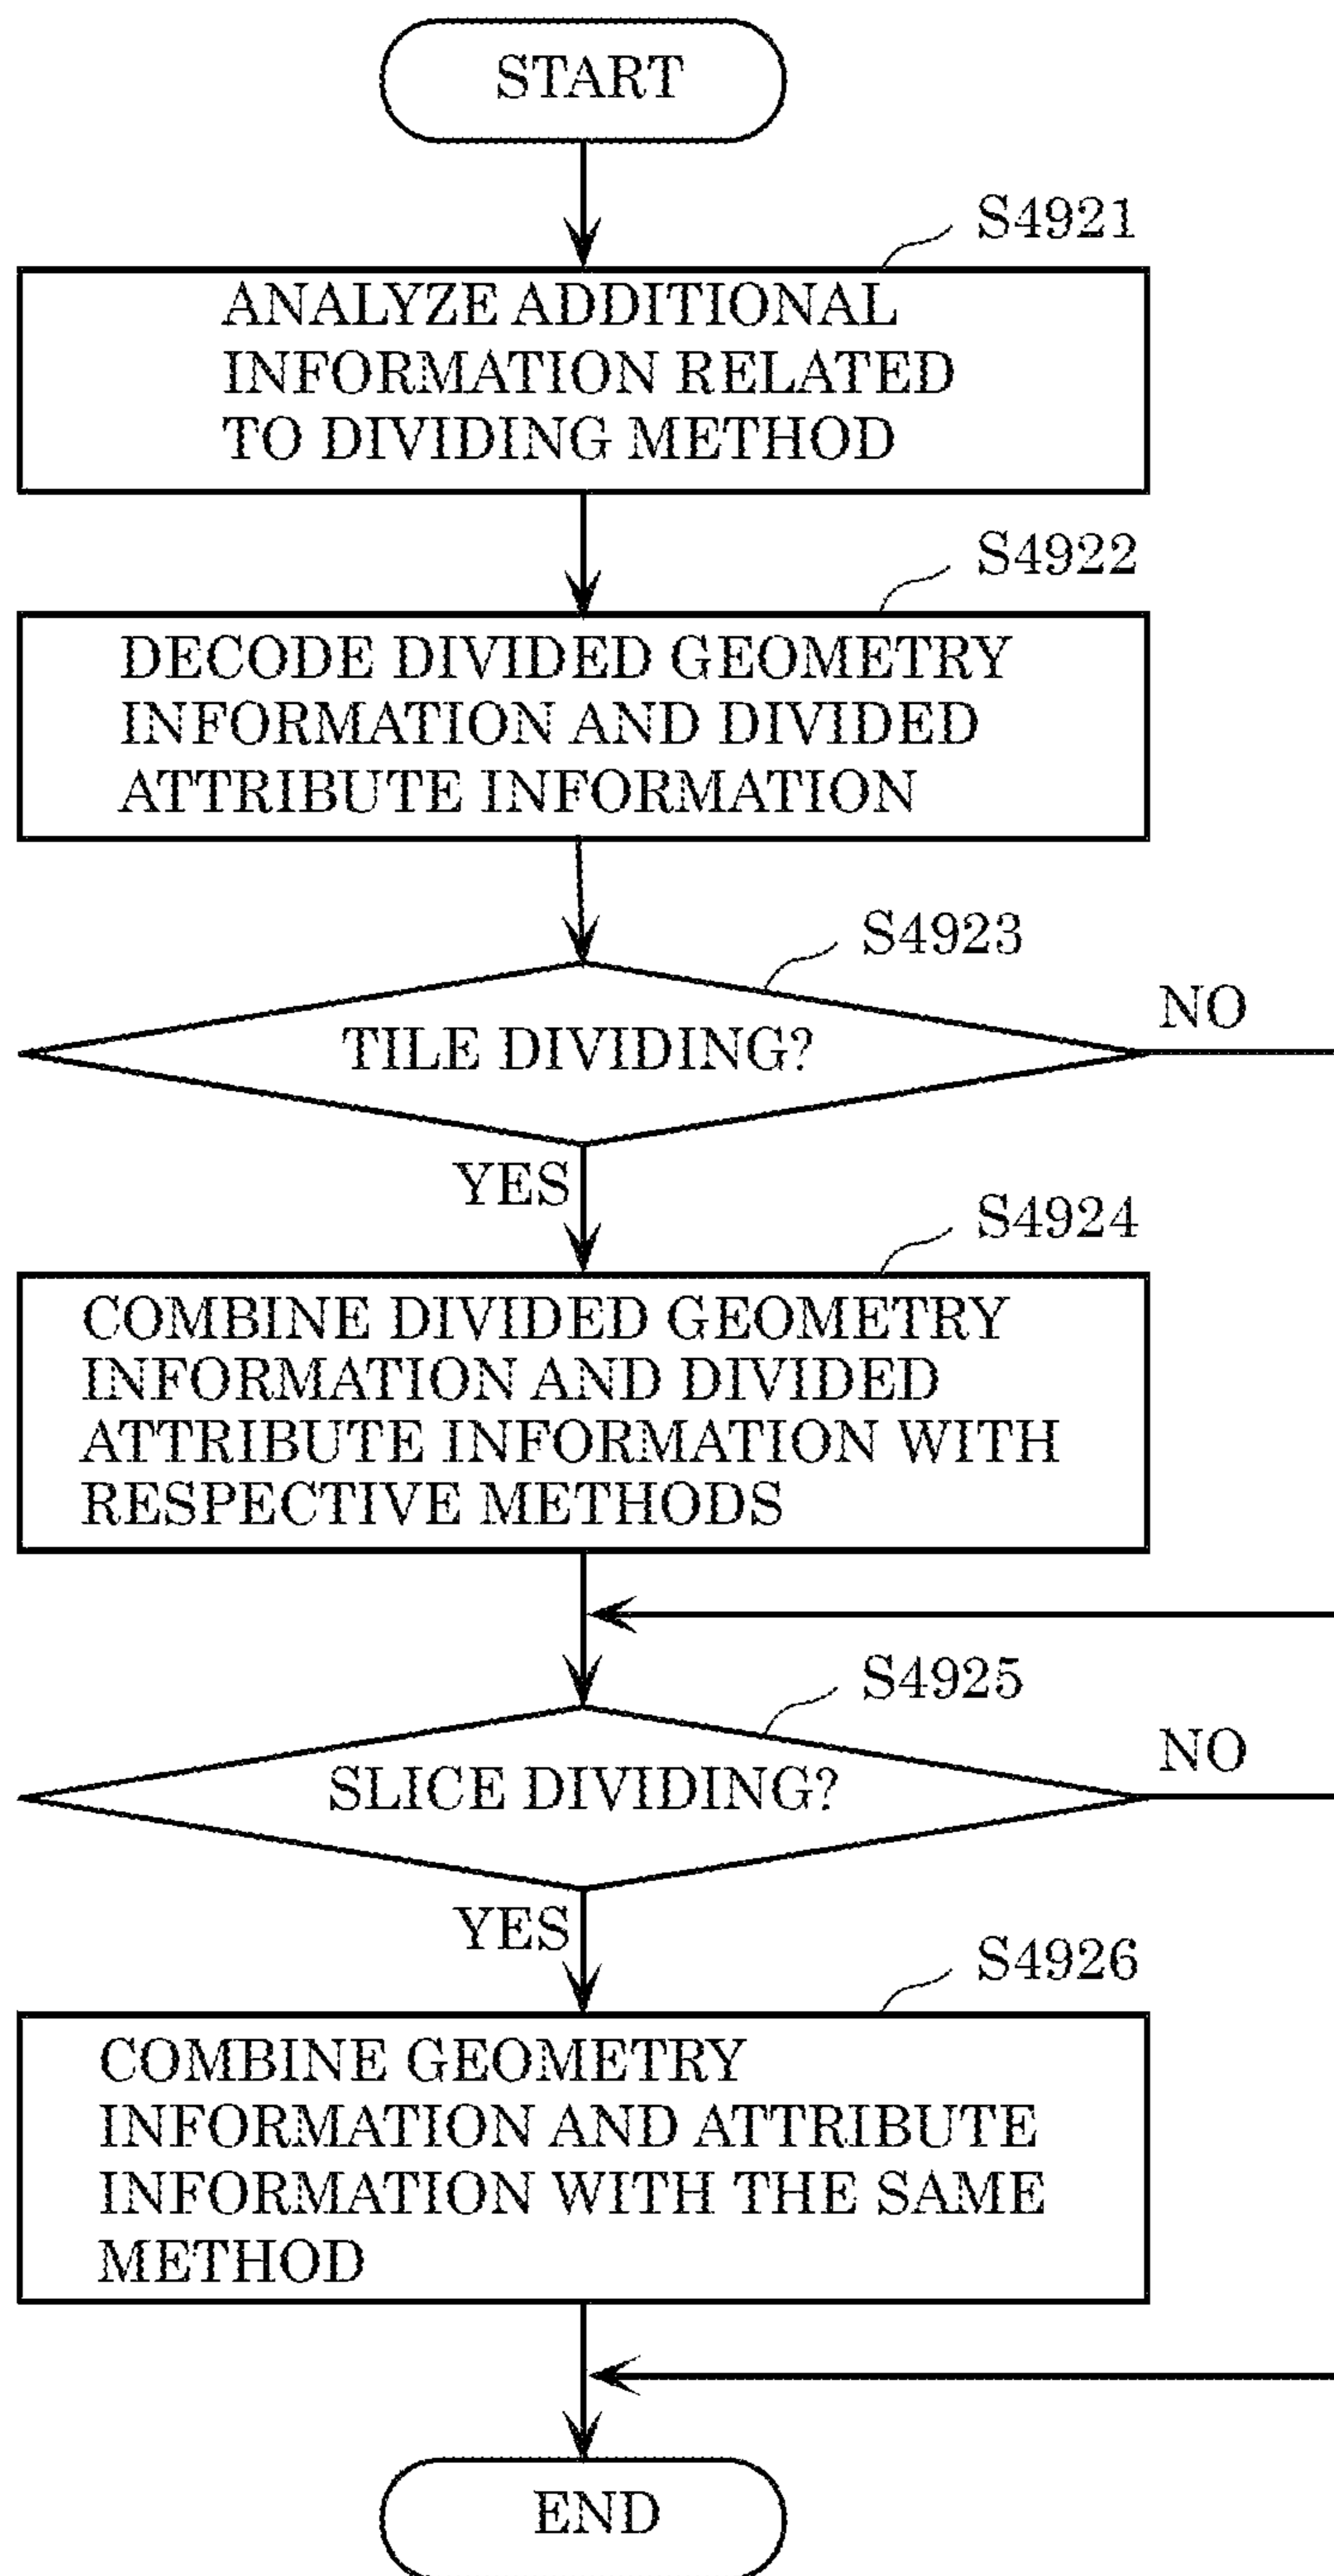 START
S4921
ANALYZE ADDITIONAL
INFORMATION RELATED
TO DIVIDING METHOD
S4922
DECODE DIVIDED GEOMETRY
INFORMATION AND DIVIDED
ATTRIBUTE INFORMATION
S4923
TILE DIVIDING?
NO
YES
S4924
COMBINE DIVIDED GEOMETRY
INFORMATION AND DIVIDED
ATTRIBUTE INFORMATION WITH
RESPECTIVE METHODS
S4925
SLICE DIVIDING?
NO
YES
S4926
COMBINE GEOMETRY
INFORMATION AND ATTRIBUTE
INFORMATION WITH THE SAME
METHOD
END